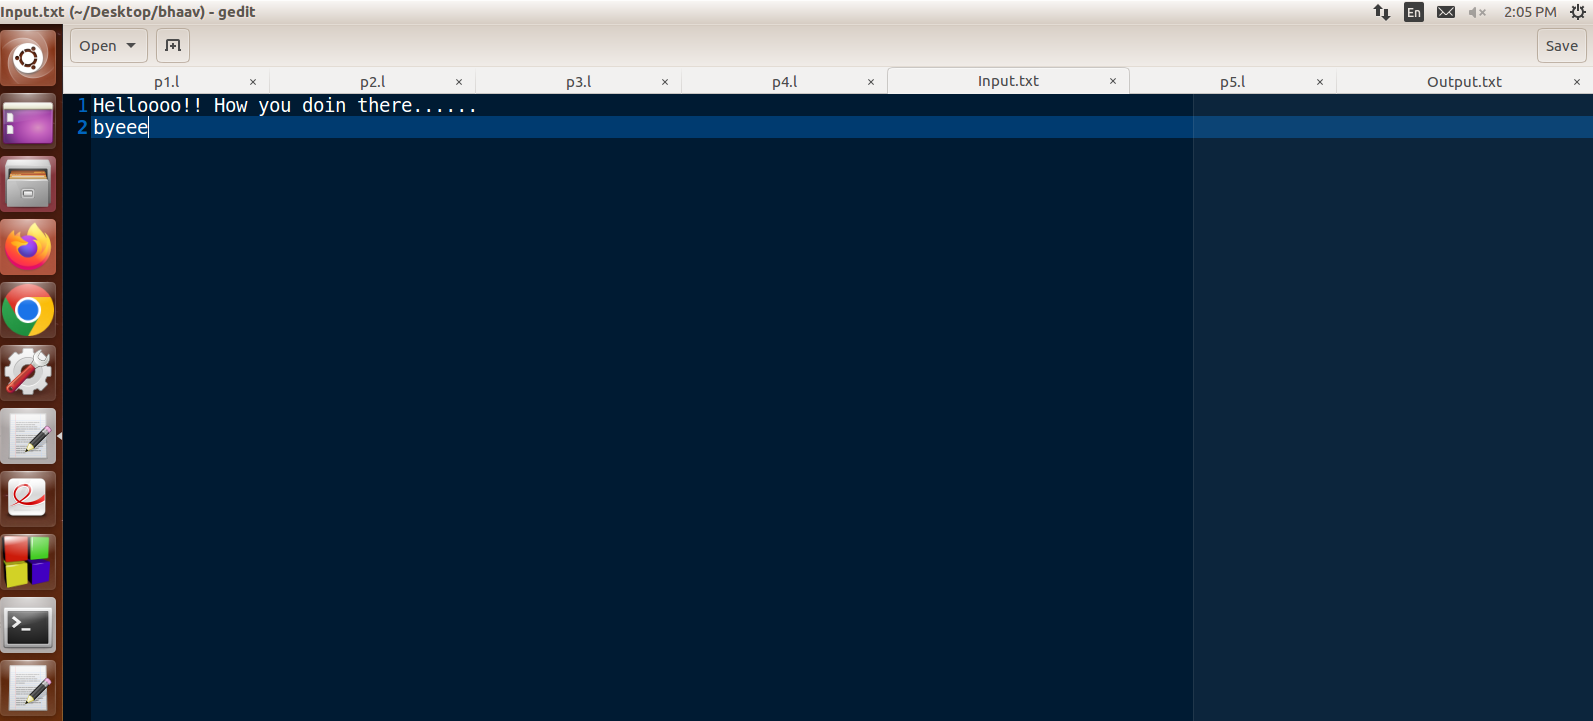 Input.txt (~/Desktop/bhaav) - gedit
En
2:05 PM
Open
Save
p1.l
p2.l
p3.l
p4.l
Input.txt
p5.l
Output.txt
1 Helloooo!! How you doin there......
2 byeee